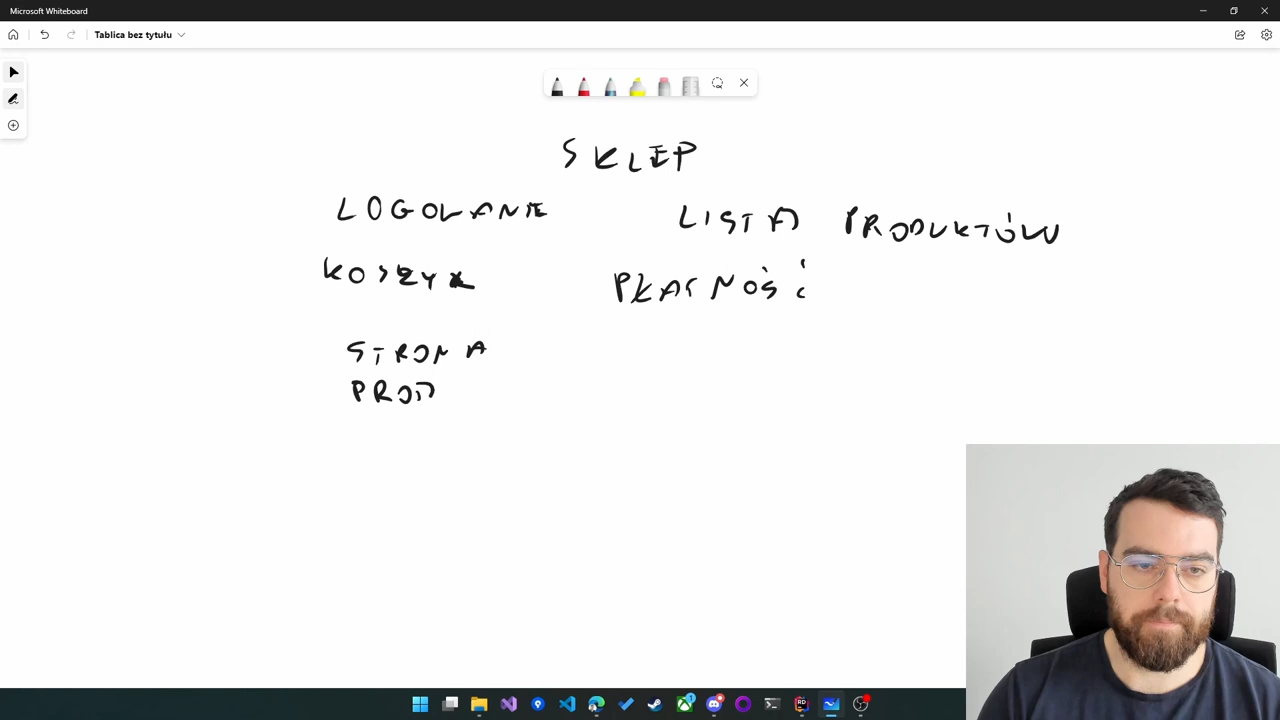 Microsoft Whiteboard
Tablica bez tytułu
SKLEP
LOGOWANIE
LISTA PRODUKTÓW
KOSZYK
PŁATNOŚĆ
STRONA
PROD